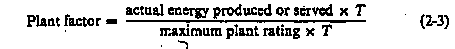 Plant factor = actual energy produced or served × T / maximum plant rating × T (2-3)